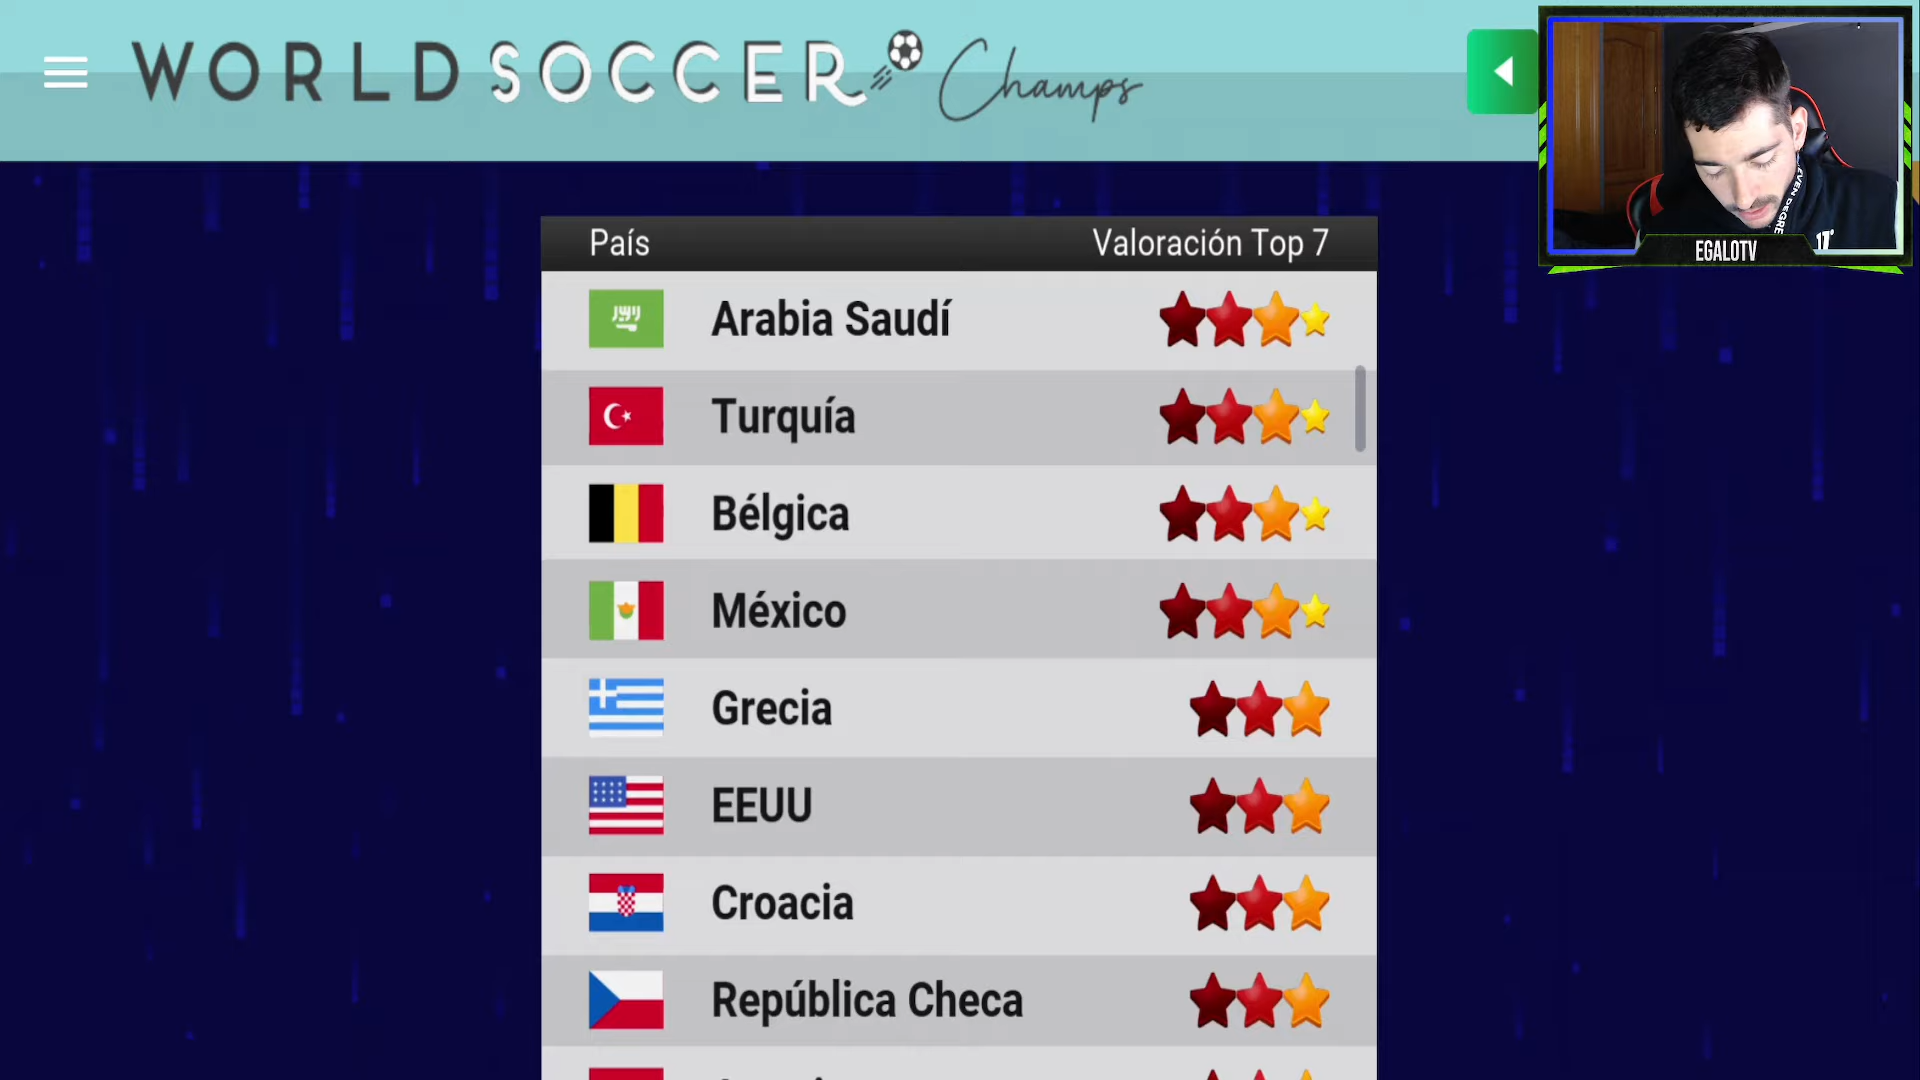 WORLD SOCCER Champs
EGALOTV
País Valoración Top 7
Arabia Saudí
Turquía
Bélgica
México
Grecia
EEUU
Croacia
República Checa